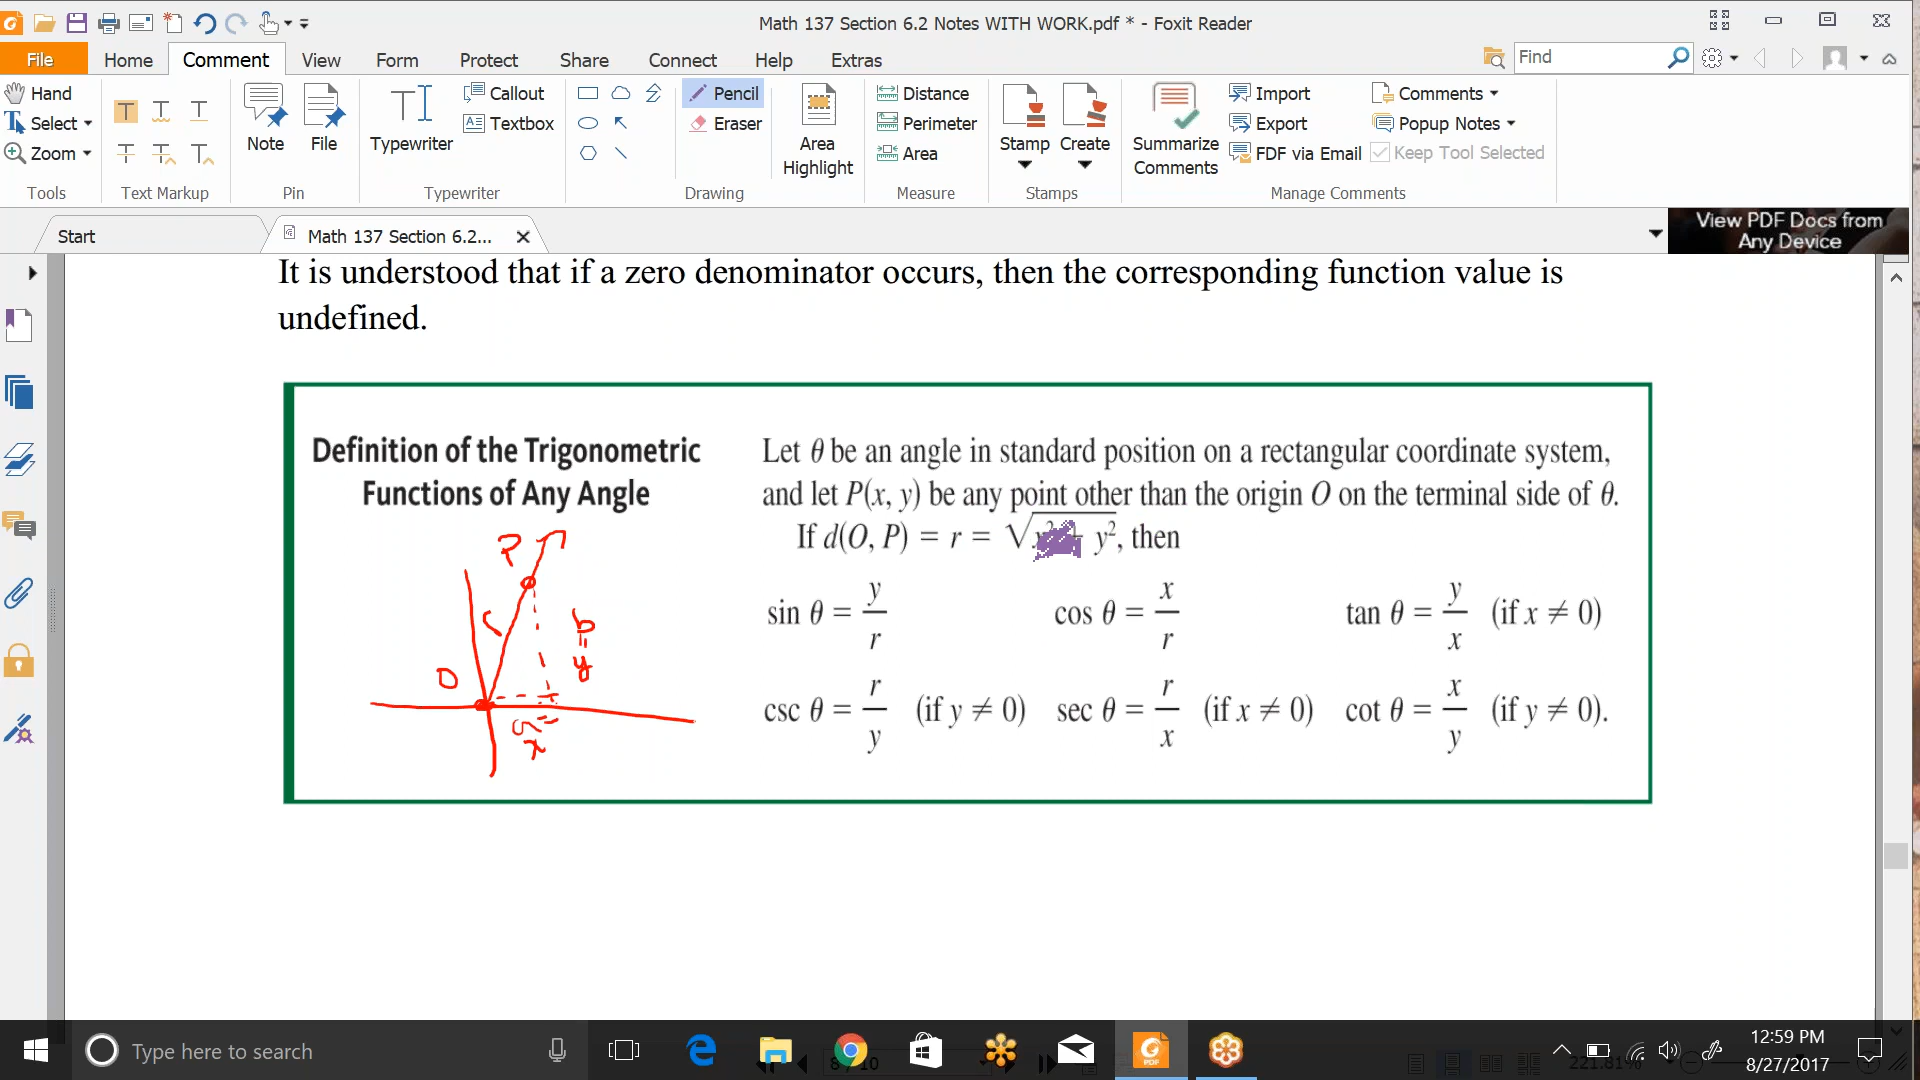 Math 137 Section 6.2 Notes WITH WORK.pdf * - Foxit Reader
File Home Comment View Form Protect Share Connect Help Extras
Find
Hand
Select
Zoom
Tools
Text Markup
Note
File
Pin
Typewriter
Callout
Textbox
Typewriter
Pencil
Eraser
Drawing
Area
Highlight
Distance
Perimeter
Area
Measure
Stamp
Create
Stamps
Summarize
Comments
Import
Export
FDF via Email
Comments
Popup Notes
Keep Tool Selected
Manage Comments
Start
Math 137 Section 6.2...
View PDF Docs from
Any Device
It is understood that if a zero denominator occurs, then the corresponding function value is
undefined.
Definition of the Trigonometric
Functions of Any Angle
Let θ be an angle in standard position on a rectangular coordinate system,
and let P(x, y) be any point other than the origin O on the terminal side of θ.
If d(O, P) = r = √x² + y², then
sin θ = y/r cos θ = x/r tan θ = y/x (if x ≠ 0)
csc θ = r/y (if y ≠ 0) sec θ = r/x (if x ≠ 0) cot θ = x/y (if y ≠ 0).
P
c
b
=
y
O
a =
x
Type here to search
8 / 10
221.81%
12:59 PM
8/27/2017